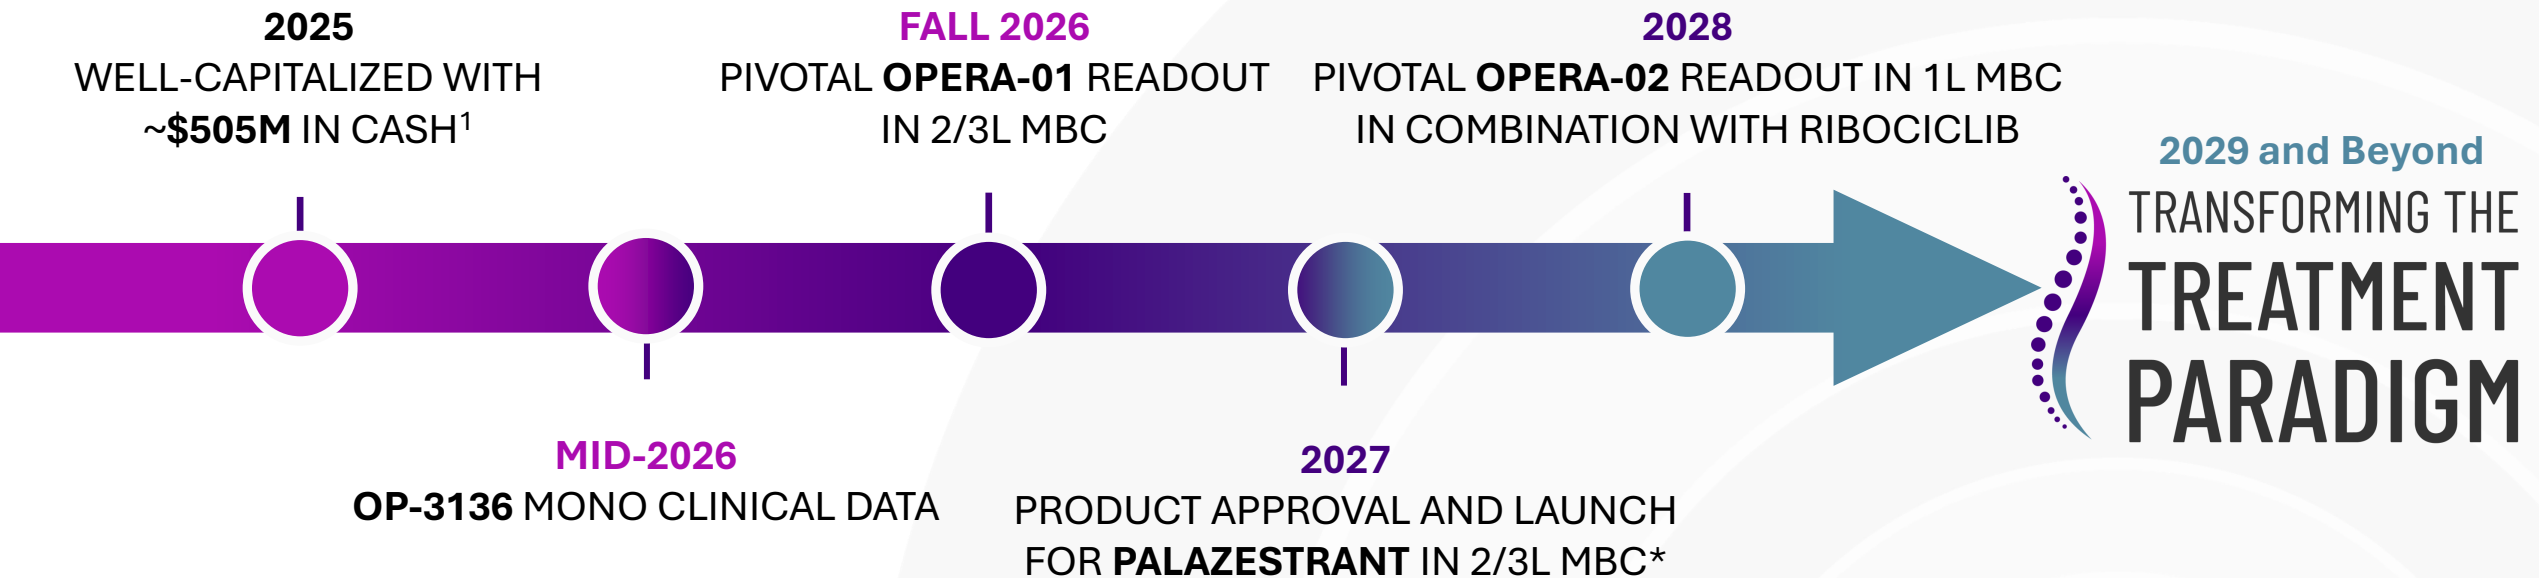 2025
WELL-CAPITALIZED WITH
~$505M IN CASH¹
MID-2026
OP-3136 MONO CLINICAL DATA
FALL 2026
PIVOTAL OPERA-01 READOUT
IN 2/3L MBC
2027
PRODUCT APPROVAL AND LAUNCH
FOR PALAZESTRANT IN 2/3L MBC*
2028
PIVOTAL OPERA-02 READOUT IN 1L MBC
IN COMBINATION WITH RIBOCICLIB
2029 and Beyond
TRANSFORMING THE
TREATMENT
PARADIGM